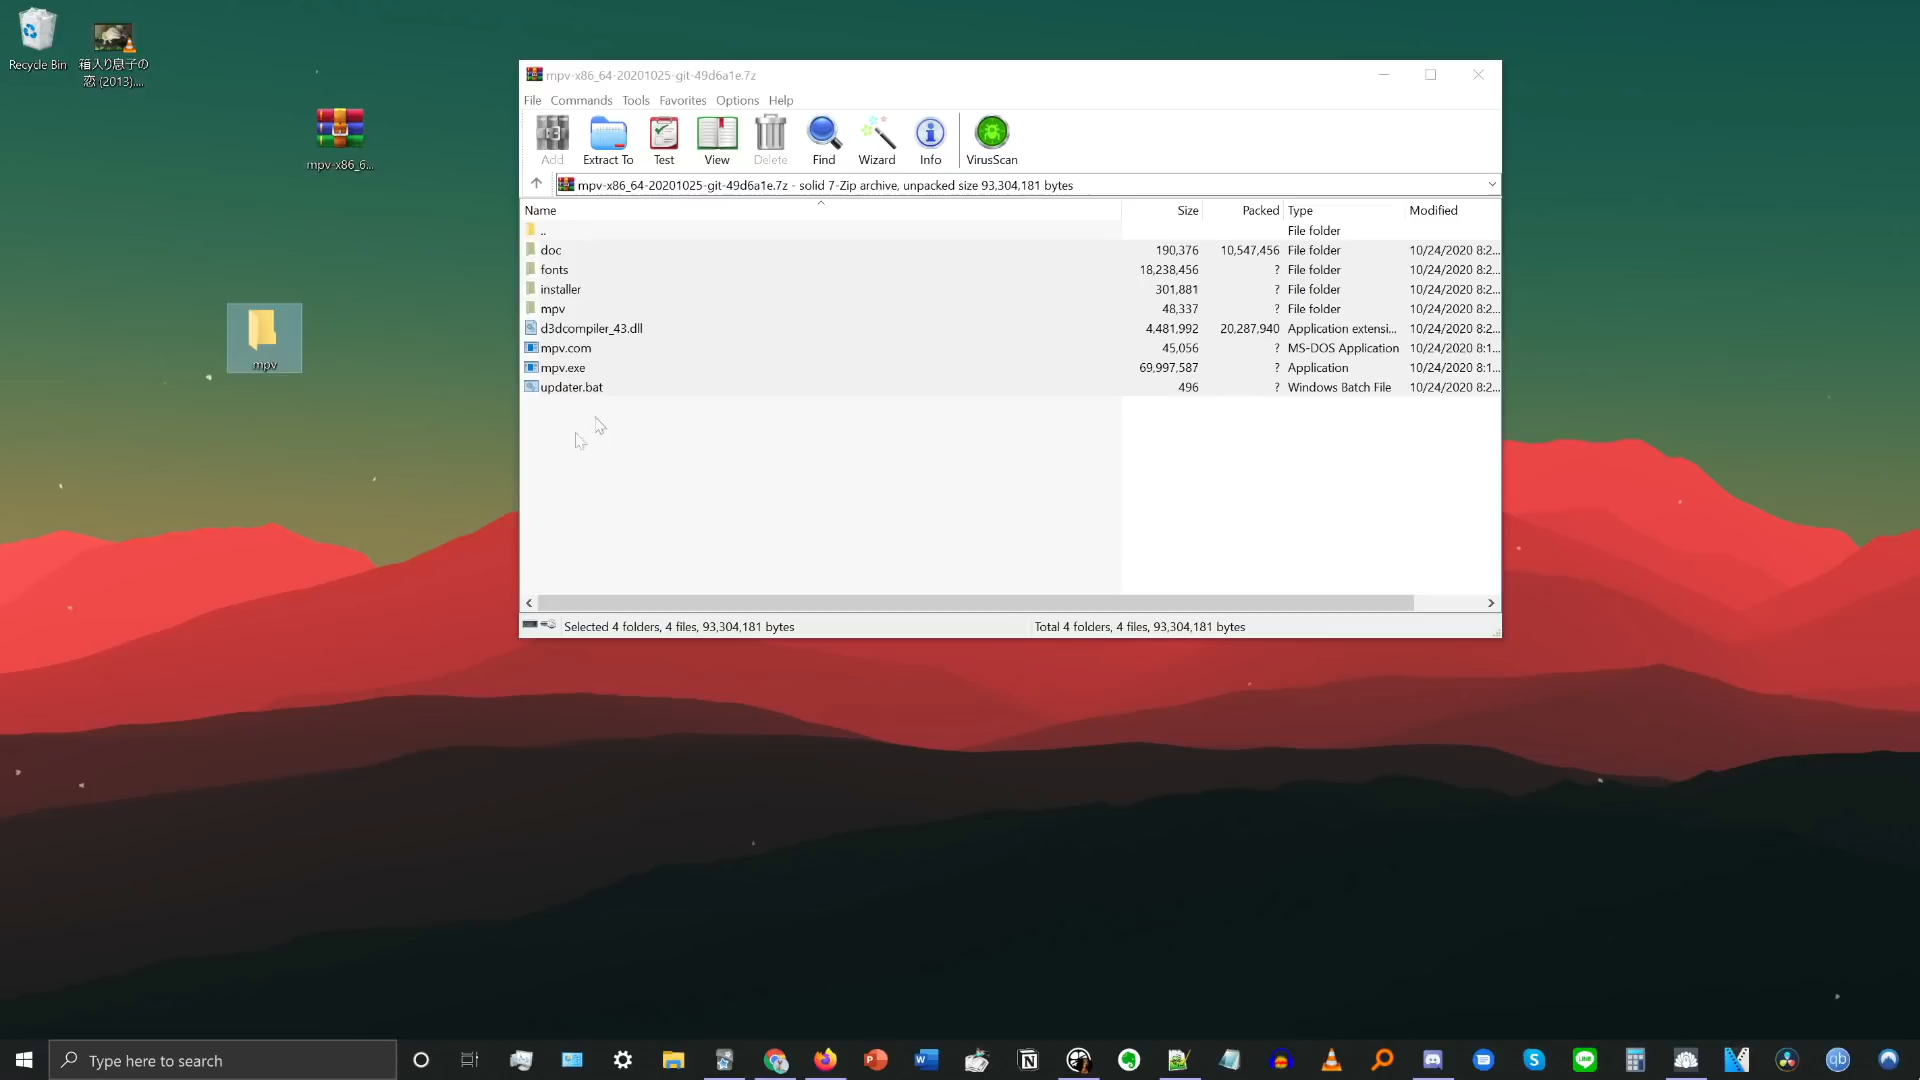 Recycle Bin
箱入り息子の
恋 (2013)....
mpv-x86_6...
mpv
mpv-x86_64-20201025-git-49d6a1e.7z
File Commands Tools Favorites Options Help
Add Extract To Test View Delete Find Wizard Info VirusScan
mpv-x86_64-20201025-git-49d6a1e.7z - solid 7-Zip archive, unpacked size 93,304,181 bytes
Name Size Packed Type Modified
.. File folder
doc 190,376 10,547,456 File folder 10/24/2020 8:2...
fonts 18,238,456 ? File folder 10/24/2020 8:2...
installer 301,881 ? File folder 10/24/2020 8:2...
mpv 48,337 ? File folder 10/24/2020 8:2...
d3dcompiler_43.dll 4,481,992 20,287,940 Application extensi... 10/24/2020 8:2...
mpv.com 45,056 ? MS-DOS Application 10/24/2020 8:1...
mpv.exe 69,997,587 ? Application 10/24/2020 8:1...
updater.bat 496 ? Windows Batch File 10/24/2020 8:2...
Selected 4 folders, 4 files, 93,304,181 bytes
Total 4 folders, 4 files, 93,304,181 bytes
Type here to search
LINE
qb